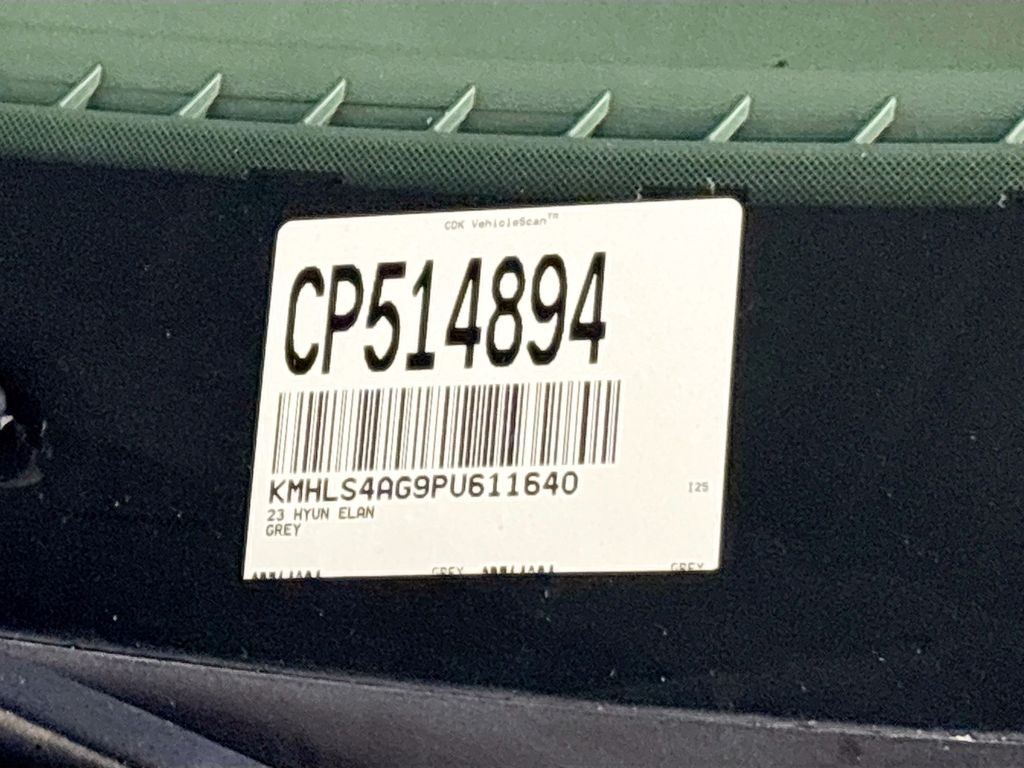 CDK VehicleScan™
CP514894
KMHLS4AG9PU611640
I25
23 HYUN ELAN
GREY
GREY
GREY